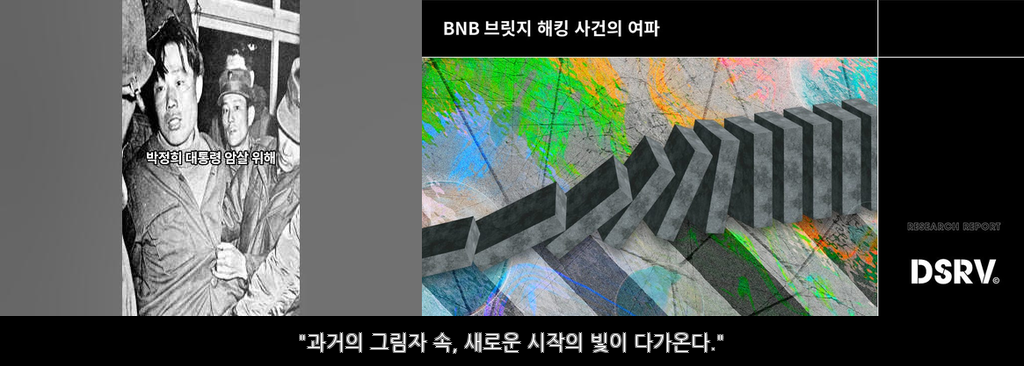 박정희 대통령 암살 위해
BNB 브릿지 해킹 사건의 여파
RESEARCH REPORT
DSRV
"과거의 그림자 속, 새로운 시작의 빛이 다가온다."